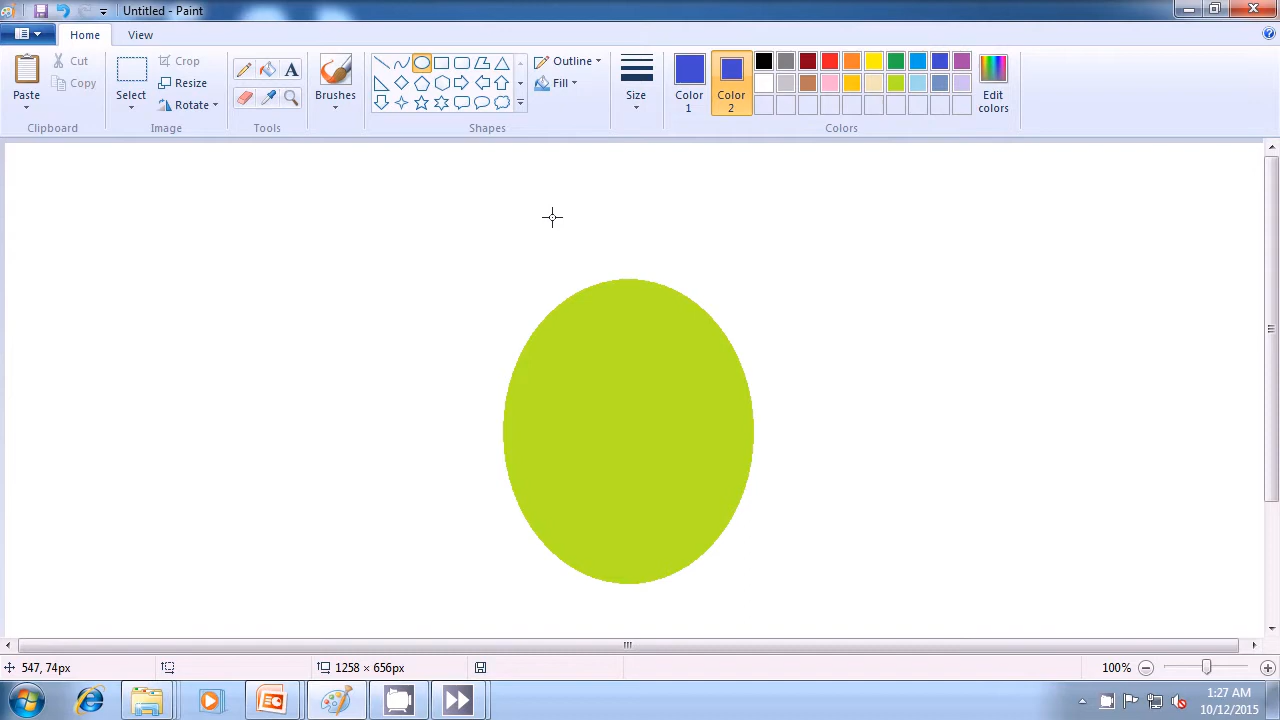 Untitled - Paint
Home View
Paste
Cut
Copy
Clipboard
Select
Crop
Resize
Rotate
Image
A
Tools
Brushes
Shapes
Outline
Fill
Size
Color 1
Color 2
Colors
Edit colors
547, 74px
1258 × 656px
100%
1:27 AM
10/12/2015